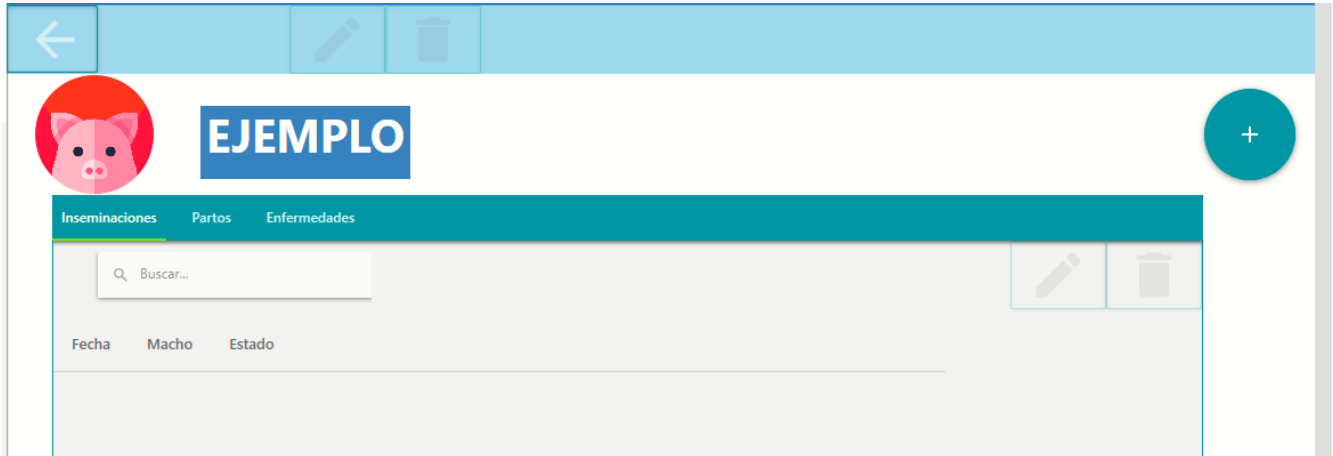 EJEMPLO
+
Inseminaciones Partos Enfermedades
Buscar...
Fecha Macho Estado